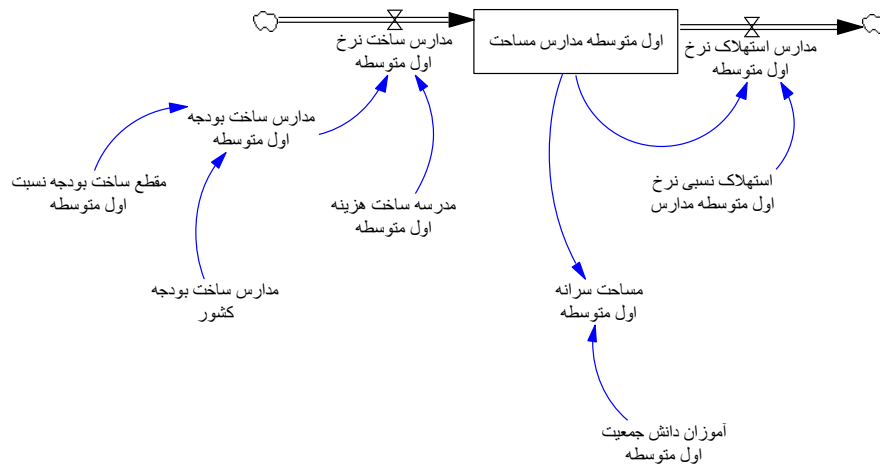 مدارس ساخت نرخ
اول متوسطه
اول متوسطه مدارس مساحت
مدارس استهلاک نرخ
اول متوسطه
مدارس ساخت بودجه
اول متوسطه
مقطع ساخت بودجه نسبت
اول متوسطه
مدرسه ساخت هزینه
اول متوسطه
استهلاک نسبی نرخ
اول متوسطه مدارس
مدارس ساخت بودجه
کشور
مساحت سرانه
اول متوسطه
آموزان دانش جمعیت
اول متوسطه